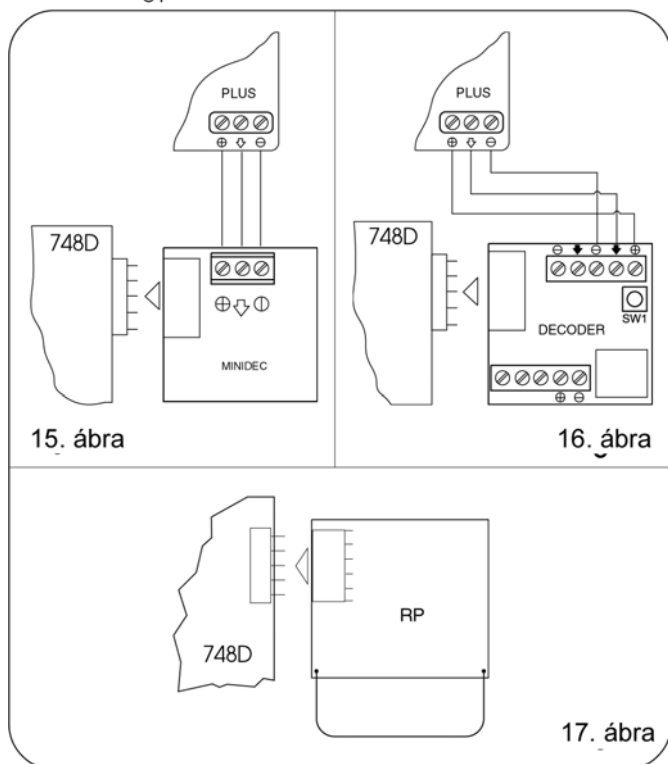 PLUS
748D
MINIDEC
15. ábra
PLUS
748D
SW1
DECODER
16. ábra
748D
RP
17. ábra